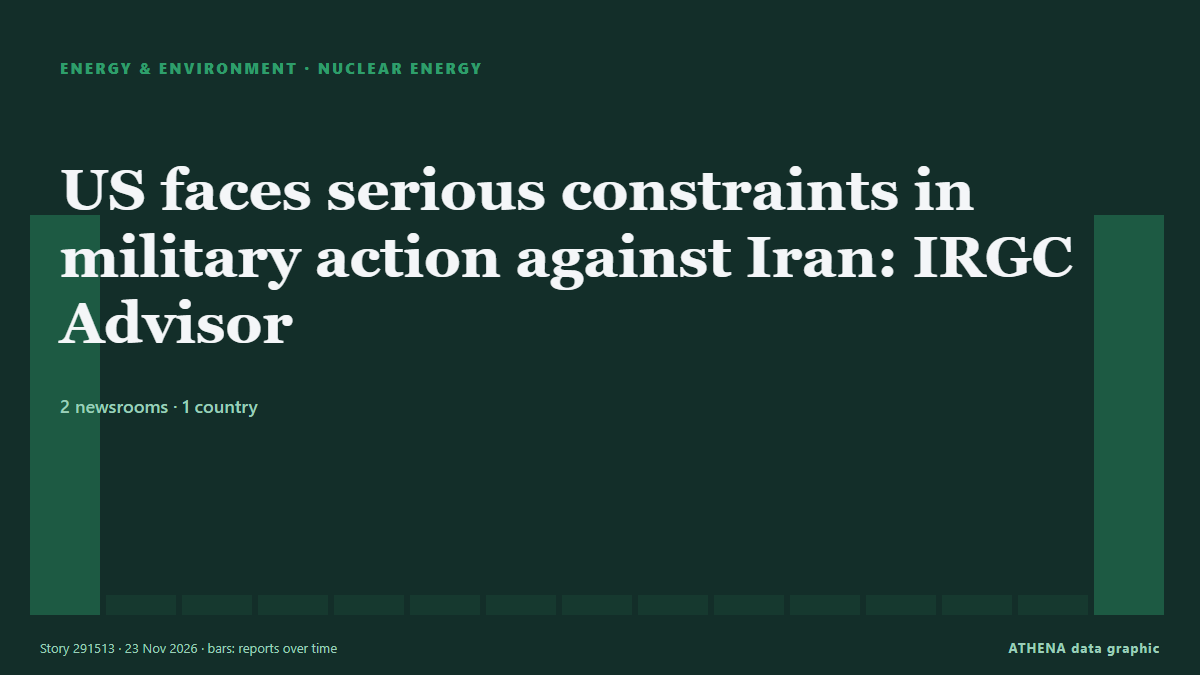 ENERGY & ENVIRONMENT · NUCLEAR ENERGY
US faces serious constraints in
military action against Iran: IRGC
Advisor
2 newsrooms · 1 country
Story 291513 · 23 Nov 2026 · bars: reports over time
ATHENA data graphic